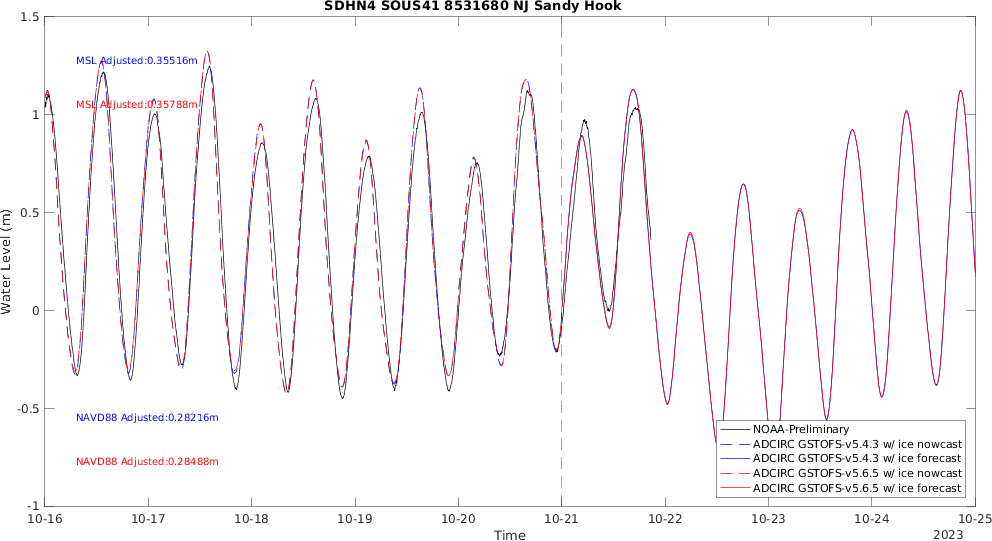 SDHN4 SOUS41 8531680 NJ Sandy Hook
1.5
1
0.5
0
-0.5
-1
Water Level (m)
MSL Adjusted:0.35516m
MSL Adjusted:0.35788m
NAVD88 Adjusted:0.28216m
NAVD88 Adjusted:0.28488m
NOAA-Preliminary
ADCIRC GSTOFS-v5.4.3 w/ ice nowcast
ADCIRC GSTOFS-v5.4.3 w/ ice forecast
ADCIRC GSTOFS-v5.6.5 w/ ice nowcast
ADCIRC GSTOFS-v5.6.5 w/ ice forecast
10-16 10-17 10-18 10-19 10-20 10-21 10-22 10-23 10-24 10-25
Time
2023